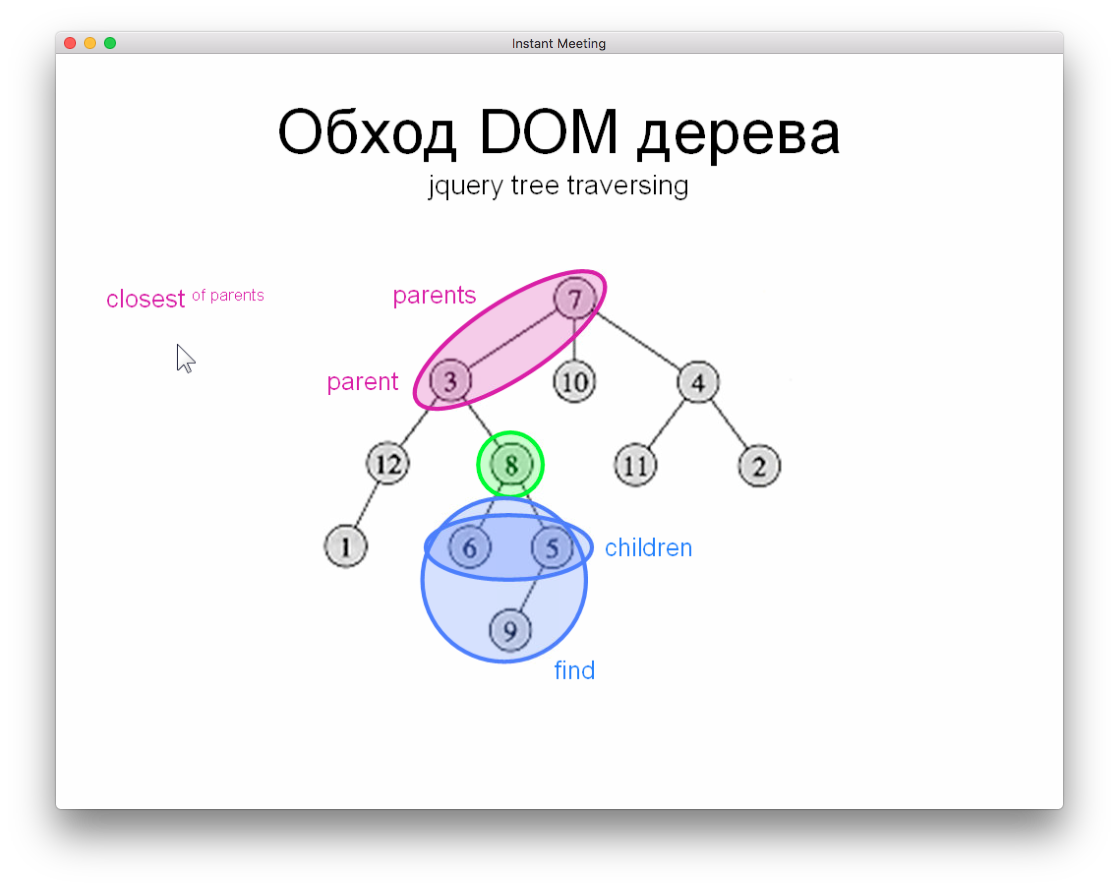 Instant Meeting
Обход DOM дерева
jquery tree traversing
closest of parents
parents
7
parent
3
10
4
12
8
11
2
1
6
5
children
9
find